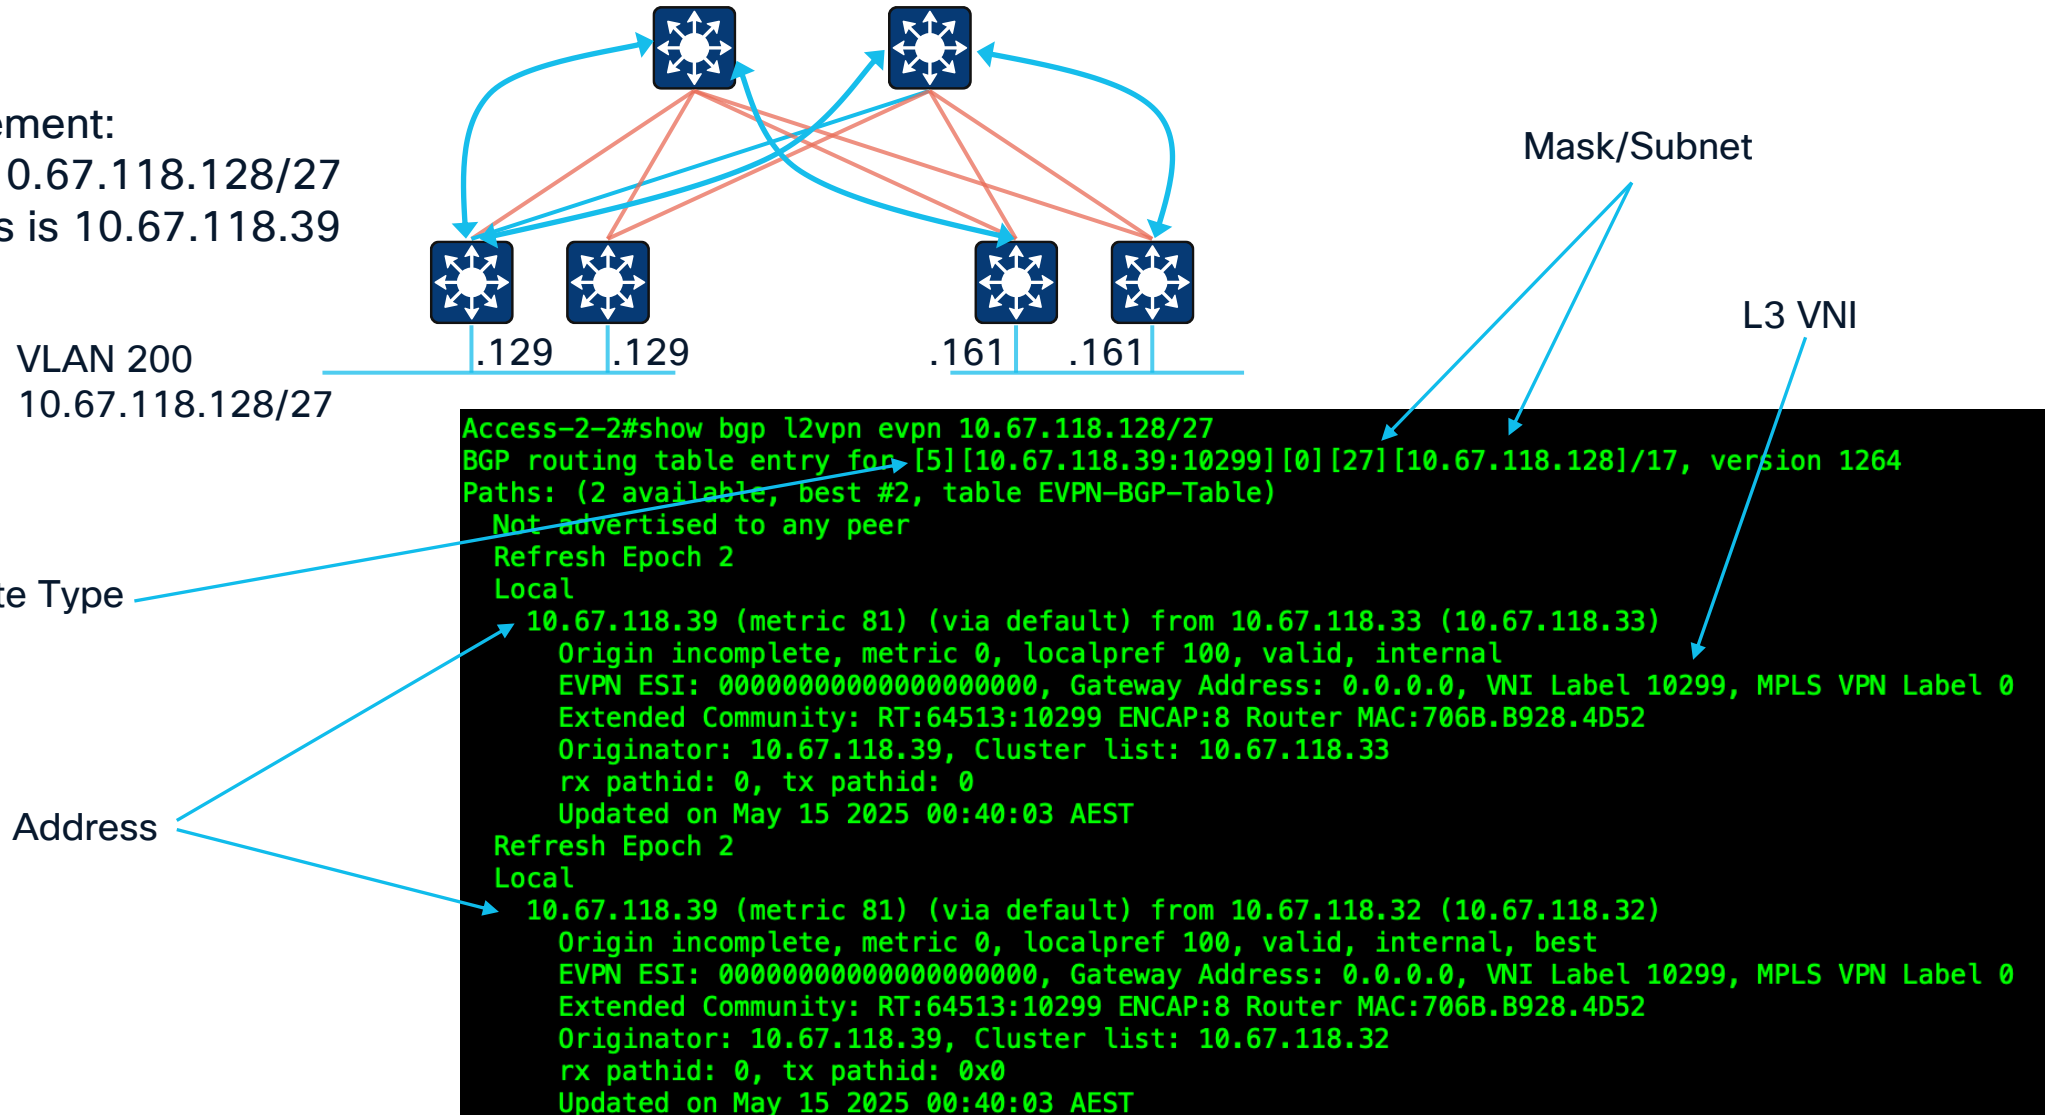 ement:
0.67.118.128/27
s is 10.67.118.39
Mask/Subnet
L3 VNI
.129
.129
.161
.161
VLAN 200
10.67.118.128/27
te Type
Address
Access-2-2#show bgp l2vpn evpn 10.67.118.128/27
BGP routing table entry for [5][10.67.118.39:10299][0][27][10.67.118.128]/17, version 1264
Paths: (2 available, best #2, table EVPN-BGP-Table)
Not advertised to any peer
Refresh Epoch 2
Local
10.67.118.39 (metric 81) (via default) from 10.67.118.33 (10.67.118.33)
Origin incomplete, metric 0, localpref 100, valid, internal
EVPN ESI: 00000000000000000000, Gateway Address: 0.0.0.0, VNI Label 10299, MPLS VPN Label 0
Extended Community: RT:64513:10299 ENCAP:8 Router MAC:706B.B928.4D52
Originator: 10.67.118.39, Cluster list: 10.67.118.33
rx pathid: 0, tx pathid: 0
Updated on May 15 2025 00:40:03 AEST
Refresh Epoch 2
Local
10.67.118.39 (metric 81) (via default) from 10.67.118.32 (10.67.118.32)
Origin incomplete, metric 0, localpref 100, valid, internal, best
EVPN ESI: 00000000000000000000, Gateway Address: 0.0.0.0, VNI Label 10299, MPLS VPN Label 0
Extended Community: RT:64513:10299 ENCAP:8 Router MAC:706B.B928.4D52
Originator: 10.67.118.39, Cluster list: 10.67.118.32
rx pathid: 0, tx pathid: 0x0
Updated on May 15 2025 00:40:03 AEST